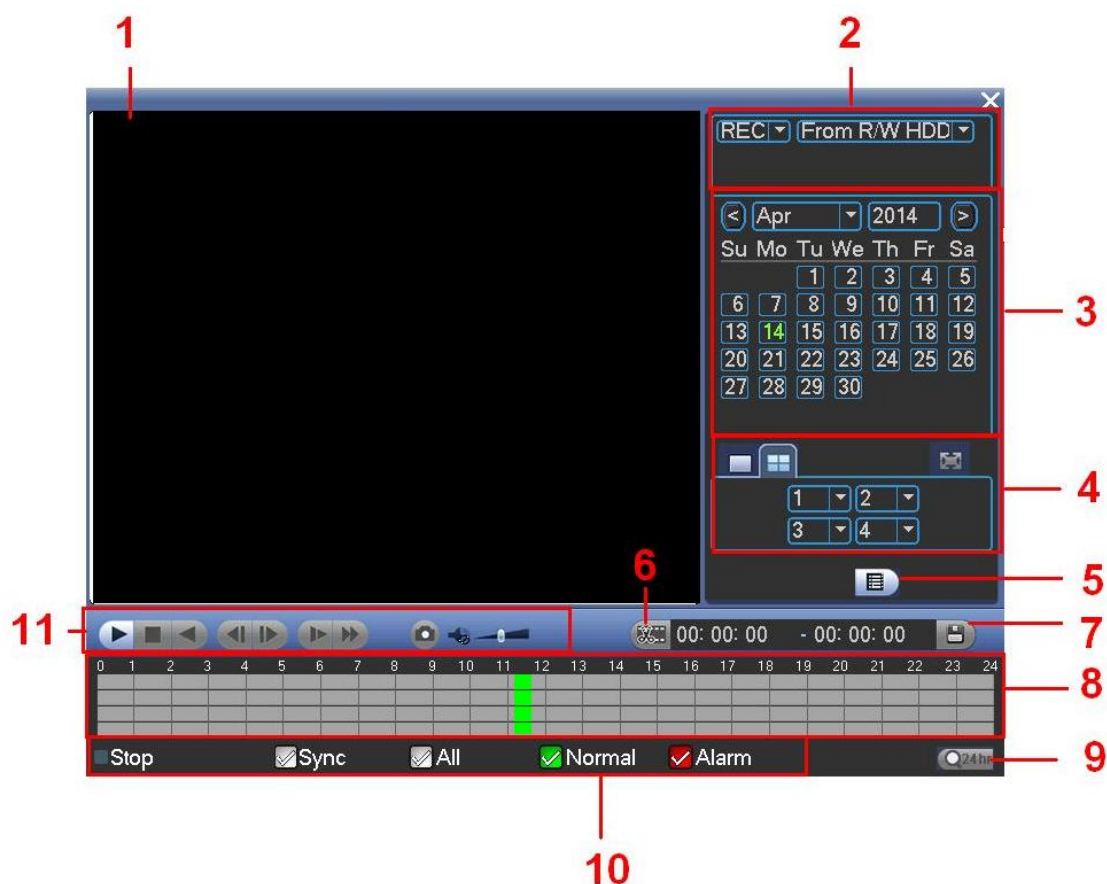 1
2
REC From R/W HDD
< Apr 2014 >
Su Mo Tu We Th Fr Sa
1 2 3 4 5
6 7 8 9 10 11 12
13 14 15 16 17 18 19
20 21 22 23 24 25 26
27 28 29 30
3
1 2
3 4
4
5
6
11
00: 00: 00 - 00: 00: 00
7
0 1 2 3 4 5 6 7 8 9 10 11 12 13 14 15 16 17 18 19 20 21 22 23 24
8
Stop Sync All Normal Alarm
24hr
9
10